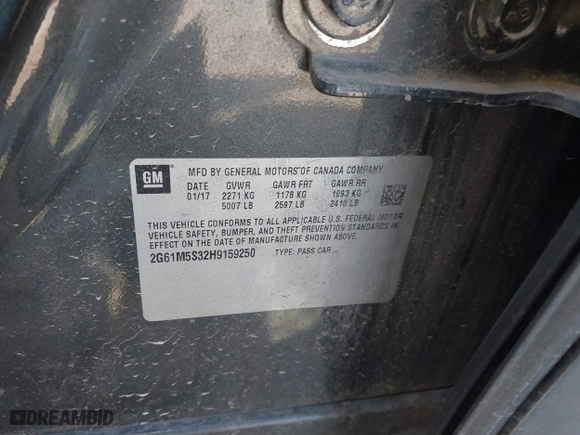 GM
MFD BY GENERAL MOTORS OF CANADA COMPANY
DATE GVWR GAWR FRT GAWR RR
01/17 2271 KG 1178 KG 1093 KG
5007 LB 2597 LB 2410 LB
THIS VEHICLE CONFORMS TO ALL APPLICABLE U.S. FEDERAL MOTOR
VEHICLE SAFETY, BUMPER, AND THEFT PREVENTION STANDARDS IN
EFFECT ON THE DATE OF MANUFACTURE SHOWN ABOVE.
2G61M5S32H9159250 TYPE: PASS CAR
DREAMBID